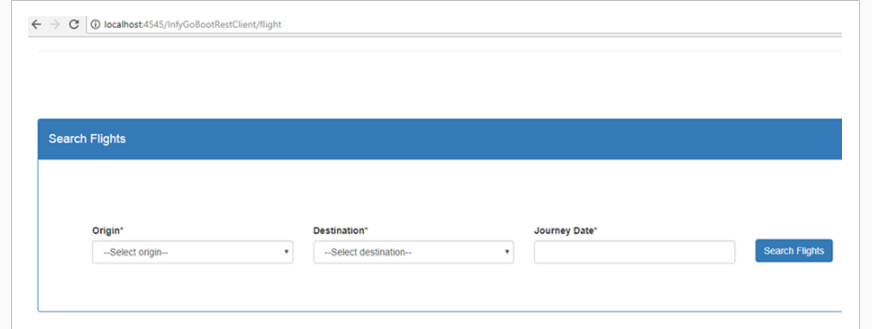 localhost:4545/InfyGoBootRestClient/flight
Search Flights
Origin* Destination* Journey Date*
--Select origin-- --Select destination-- Search Flights